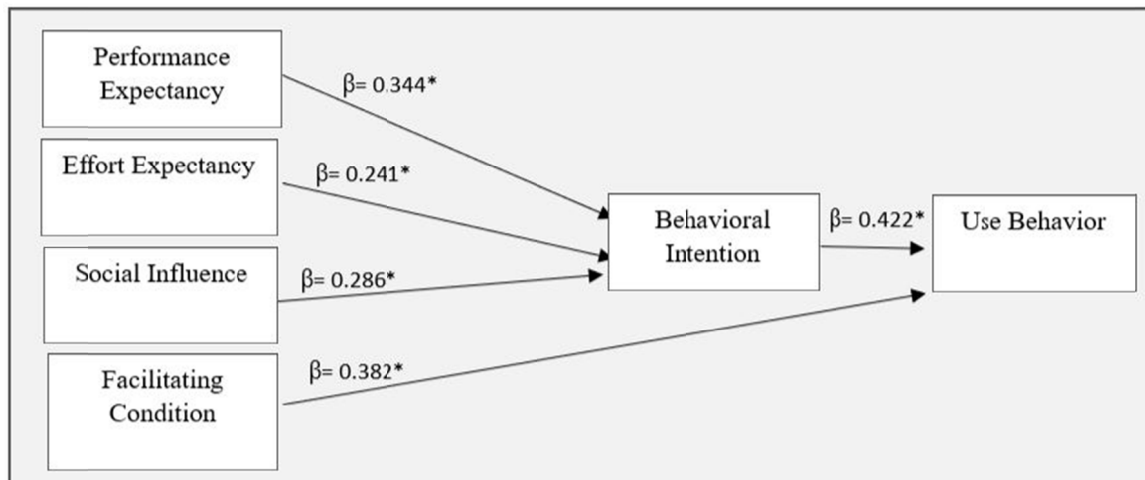 Performance
Expectancy
β= 0.344*
Effort Expectancy
β= 0.241*
Social Influence
β= 0.286*
Facilitating
Condition
β= 0.382*
Behavioral
Intention
β= 0.422*
Use Behavior